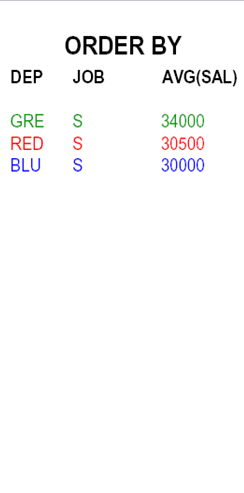 ORDER BY
DEP JOB AVG(SAL)
GRE S 34000
RED S 30500
BLU S 30000